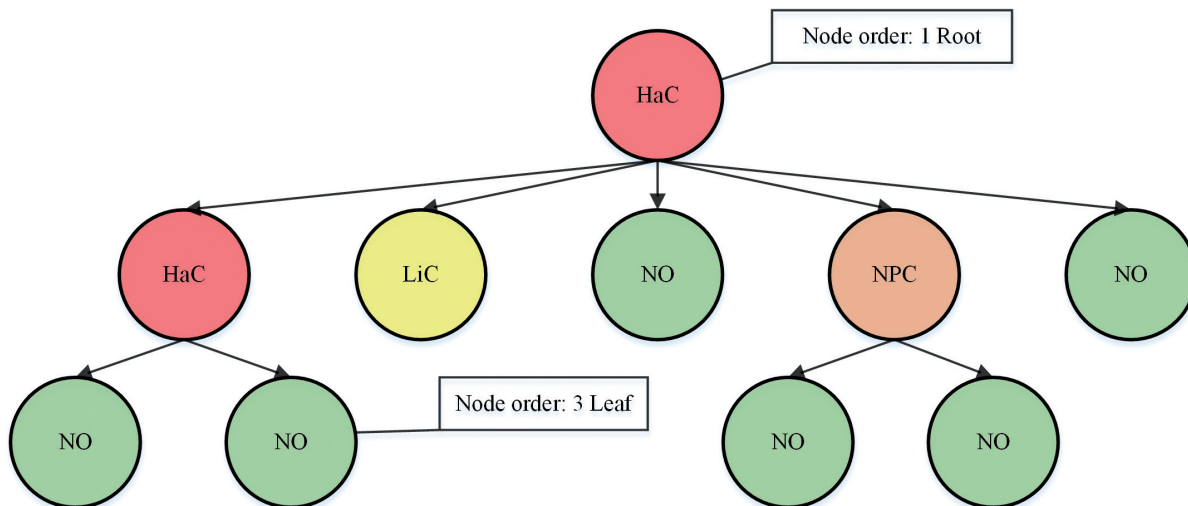 Node order: 1 Root
HaC
HaC
LiC
NO
NPC
NO
NO
NO
Node order: 3 Leaf
NO
NO